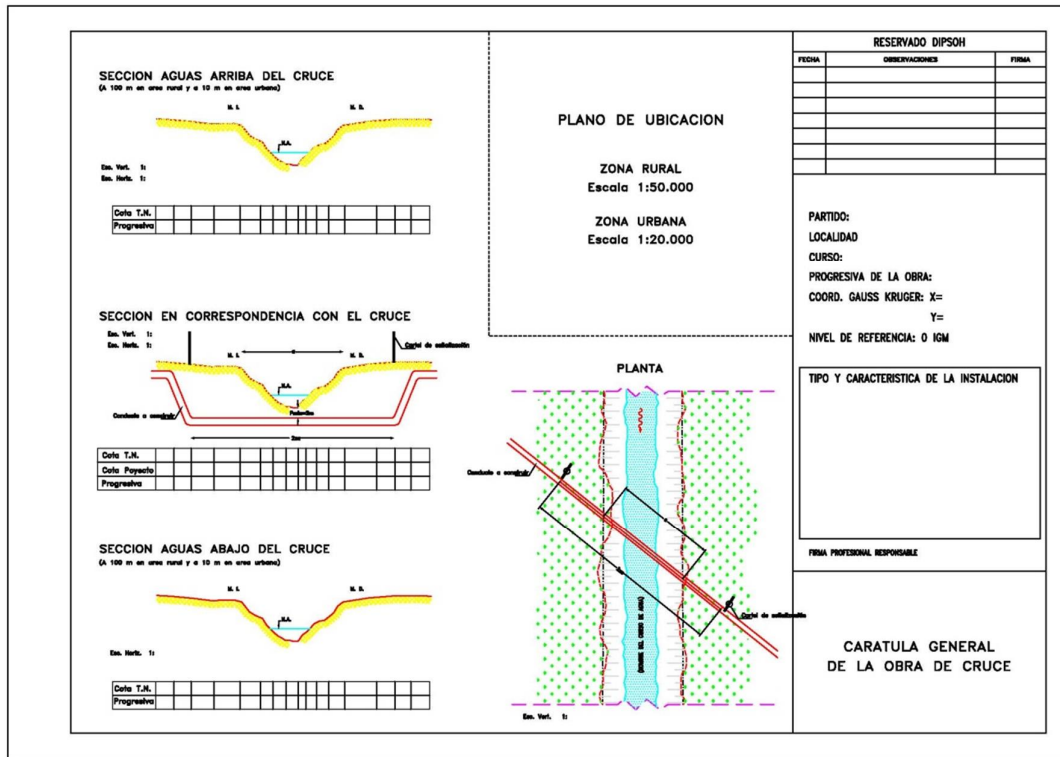 SECCION AGUAS ARRIBA DEL CRUCE
(A 100 m en area rural y a 10 m en area urbana)
M. I.
M. D.
N.A.
Esc. Vert. 1:
Esc. Horiz. 1:
Cota T.N.
Progresiva
SECCION EN CORRESPONDENCIA CON EL CRUCE
Esc. Vert. 1:
Esc. Horiz. 1:
Cartel de señalización
M. I.
M. D.
N.A.
Conducto a construir
Cota T.N.
Cota Poyecto
Progresiva
SECCION AGUAS ABAJO DEL CRUCE
(A 100 m en area rural y a 10 m en area urbana)
M. I.
M. D.
N.A.
Esc. Horiz. 1:
Cota T.N.
Progresiva
PLANO DE UBICACION
ZONA RURAL
Escala 1:50.000
ZONA URBANA
Escala 1:20.000
PLANTA
Conducto a construir
Cartel de señalización
(NOMBRE DEL CURSO DE AGUA)
Esc. Vert. 1:
RESERVADO DIPSOH
FECHA OBSERVACIONES FIRMA
PARTIDO:
LOCALIDAD
CURSO:
PROGRESIVA DE LA OBRA:
COORD. GAUSS KRUGER: X=
Y=
NIVEL DE REFERENCIA: 0 IGM
TIPO Y CARACTERISTICA DE LA INSTALACION
FIRMA PROFESIONAL RESPONSABLE
CARATULA GENERAL
DE LA OBRA DE CRUCE